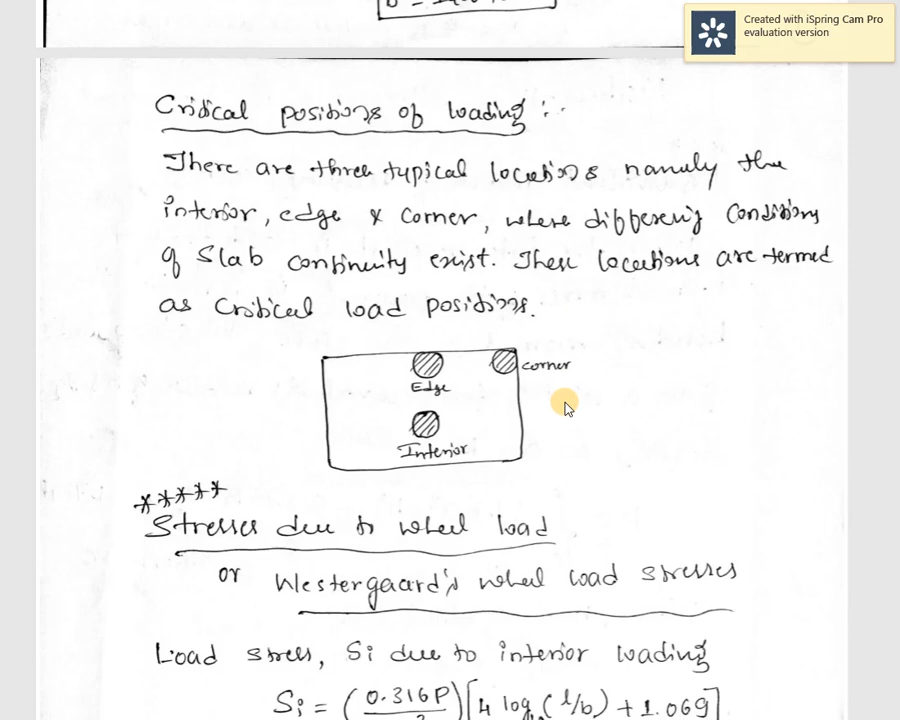 Created with iSpring Cam Pro
evaluation version
Critical positions of loading :-
There are three typical locations namely the
interior, edge & corner, where differing conditions
of slab continuity exist. These locations are termed
as critical load positions.
corner
Edge
Interior
*****
Stresses due to wheel load
or Westergaard's wheel load stresses
Load stress, Si due to interior loading
Si = (0.316P) [4 log (l/b) + 1.069]